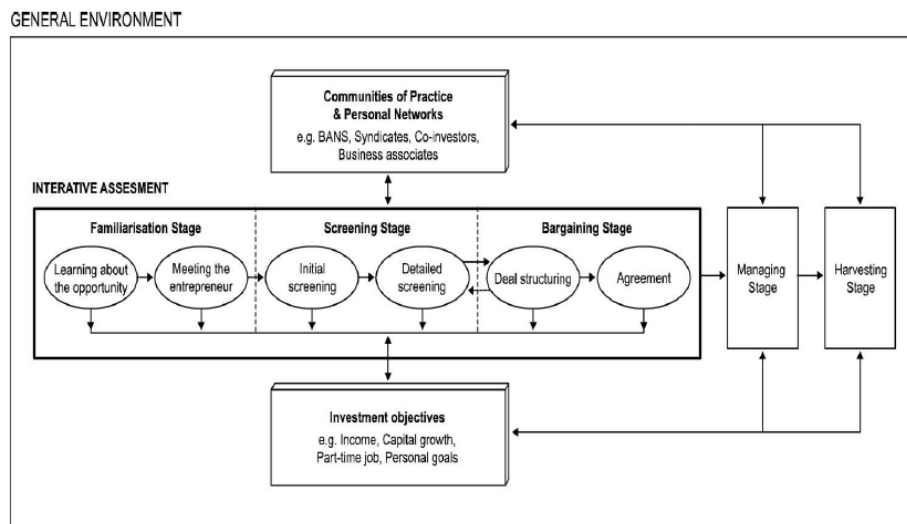 GENERAL ENVIRONMENT
Communities of Practice
& Personal Networks
e.g. BANS, Syndicates, Co-investors,
Business associates
INTERATIVE ASSESMENT
Familiarisation Stage
Screening Stage
Bargaining Stage
Learning about
the opportunity
Meeting the
entrepreneur
Initial
screening
Detailed
screening
Deal structuring
Agreement
Managing
Stage
Harvesting
Stage
Investment objectives
e.g. Income, Capital growth,
Part-time job, Personal goals